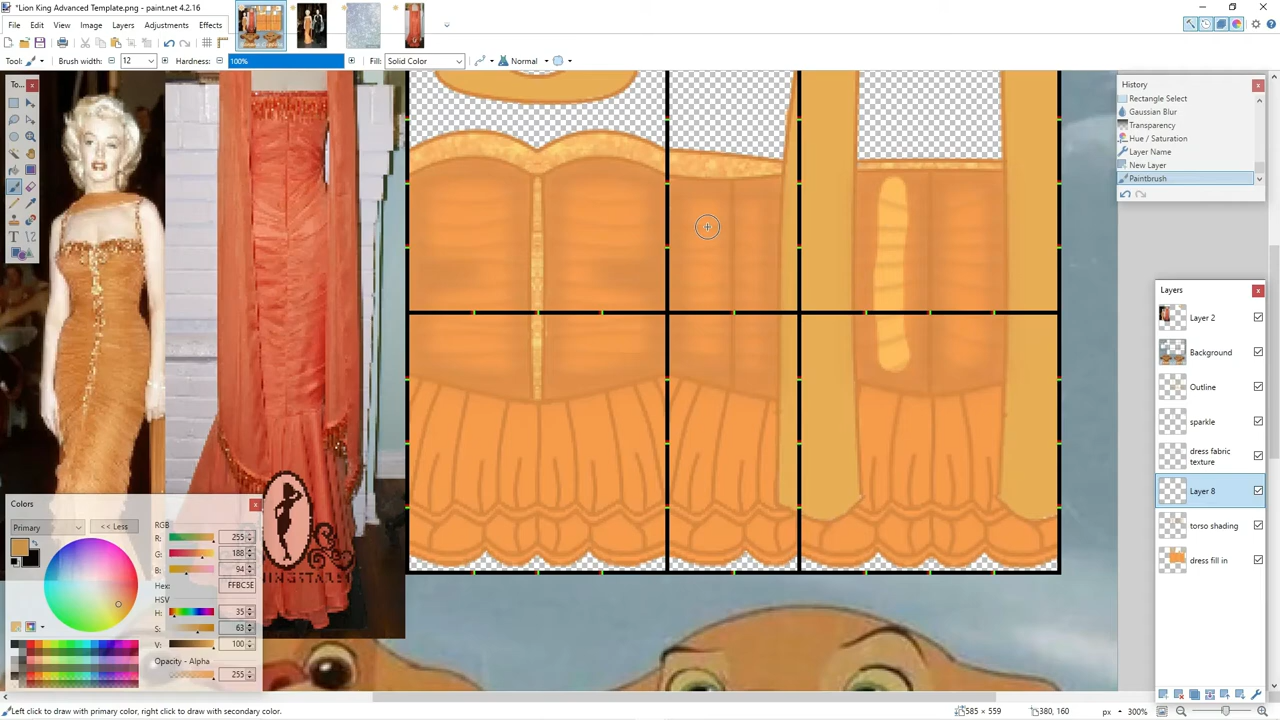 *Lion King Advanced Template.png - paint.net 4.2.16
File Edit View Image Layers Adjustments Effects
Tool: Brush width: 12 Hardness: 100% Fill: Solid Color Normal
To...
History
Rectangle Select
Gaussian Blur
Transparency
Hue / Saturation
Layer Name
New Layer
Paintbrush
Layers
Layer 2
Background
Outline
sparkle
dress fabric
texture
Layer 8
torso shading
dress fill in
Colors
Primary << Less
RGB
R: 255
G: 188
B: 94
Hex: FFBC5E
HSV
H: 35
S: 63
V: 100
Opacity - Alpha
255
Left click to draw with primary color, right click to draw with secondary color. 585 × 559 380, 160 px 300%